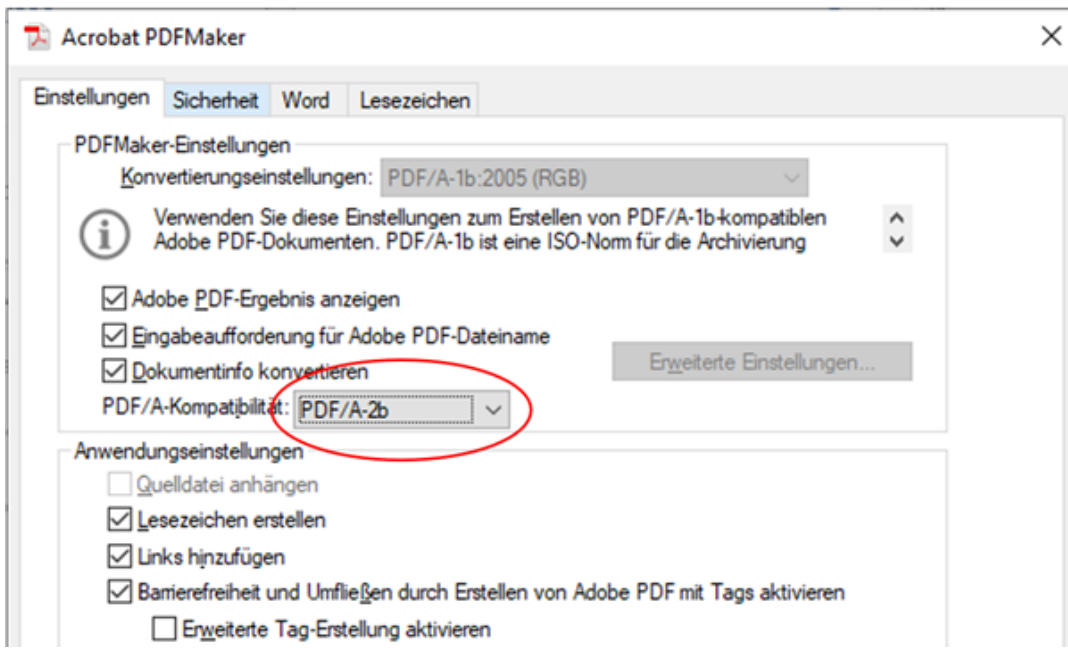 Acrobat PDFMaker
Einstellungen Sicherheit Word Lesezeichen
PDFMaker-Einstellungen
Konvertierungseinstellungen: PDF/A-1b:2005 (RGB)
Verwenden Sie diese Einstellungen zum Erstellen von PDF/A-1b-kompatiblen
Adobe PDF-Dokumenten. PDF/A-1b ist eine ISO-Norm für die Archivierung
Adobe PDF-Ergebnis anzeigen
Eingabeaufforderung für Adobe PDF-Dateiname
Erweiterte Einstellungen...
Dokumentinfo konvertieren
PDF/A-Kompatibilität: PDF/A-2b
Anwendungseinstellungen
Quelldatei anhängen
Lesezeichen erstellen
Links hinzufügen
Barrierefreiheit und Umfließen durch Erstellen von Adobe PDF mit Tags aktivieren
Erweiterte Tag-Erstellung aktivieren